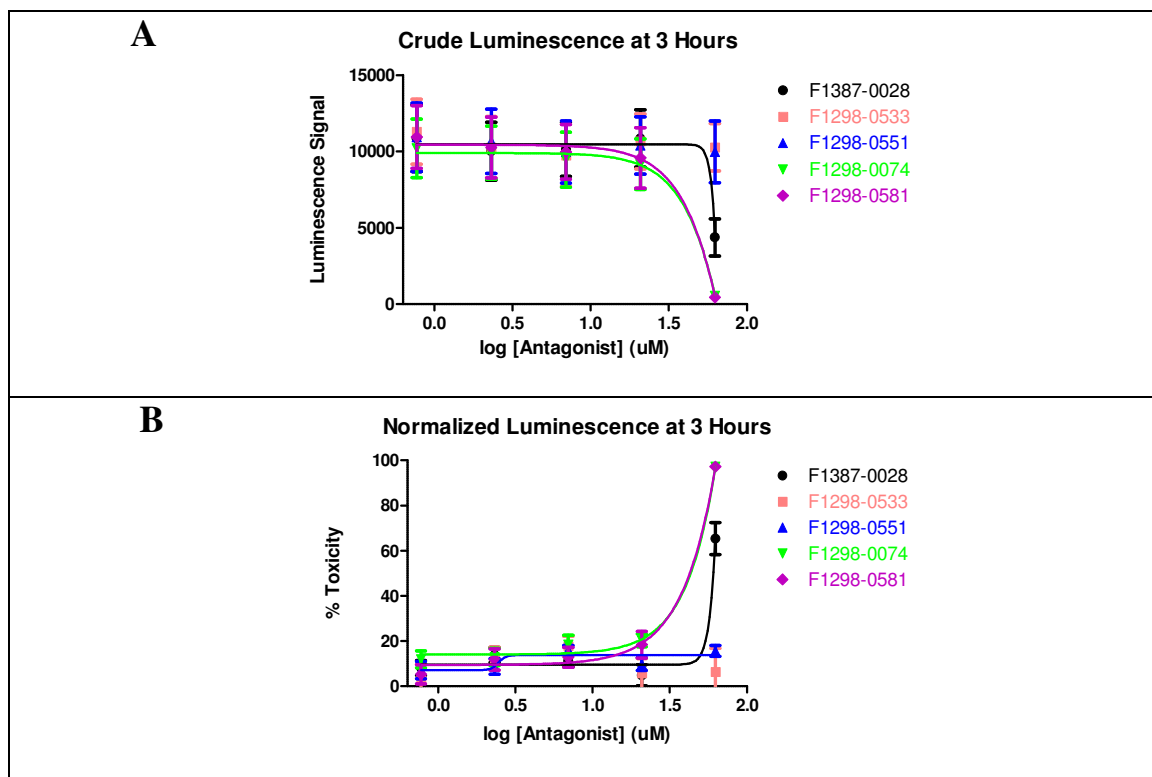 A
Crude Luminescence at 3 Hours
15000
10000
5000
0
Luminescence Signal
0.0 0.5 1.0 1.5 2.0
log [Antagonist] (uM)
F1387-0028
F1298-0533
F1298-0551
F1298-0074
F1298-0581
B
Normalized Luminescence at 3 Hours
100
80
60
40
20
0
% Toxicity
0.0 0.5 1.0 1.5 2.0
log [Antagonist] (uM)
F1387-0028
F1298-0533
F1298-0551
F1298-0074
F1298-0581